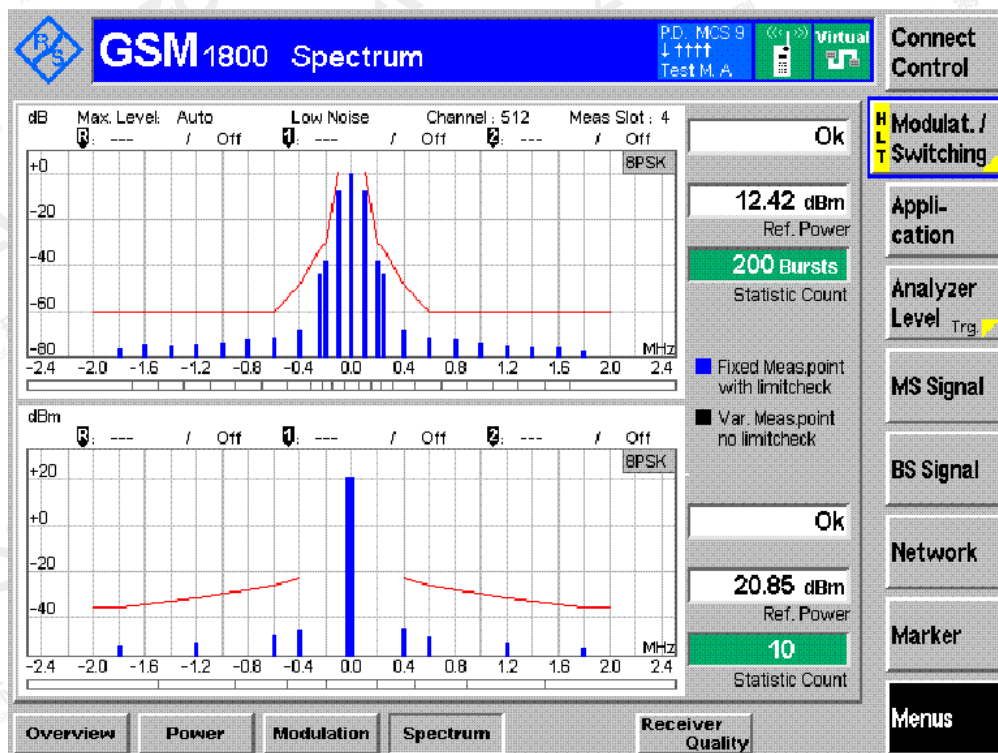 R&S
GSM 1800 Spectrum
P.D. MCS 9
↓ ↑↑↑↑
Test M. A
Virtual
Connect Control
dB Max. Level: Auto Low Noise Channel : 512 Meas Slot : 4
R: --- / Off 1: --- / Off 2: --- / Off
8PSK
+0
-20
-40
-60
-80
MHz
-2.4 -2.0 -1.6 -1.2 -0.8 -0.4 0.0 0.4 0.8 1.2 1.6 2.0 2.4
Ok
12.42 dBm
Ref. Power
200 Bursts
Statistic Count
Fixed Meas.point
with limitcheck
Var. Meas.point
no limitcheck
dBm
R: --- / Off 1: --- / Off 2: --- / Off
8PSK
+20
+0
-20
-40
MHz
-2.4 -2.0 -1.6 -1.2 -0.8 -0.4 0.0 0.4 0.8 1.2 1.6 2.0 2.4
Ok
20.85 dBm
Ref. Power
10
Statistic Count
HLT
Modulat. /
Switching
Appli-
cation
Analyzer
Level Trg.
MS Signal
BS Signal
Network
Marker
Menus
Overview Power Modulation Spectrum
Receiver
Quality